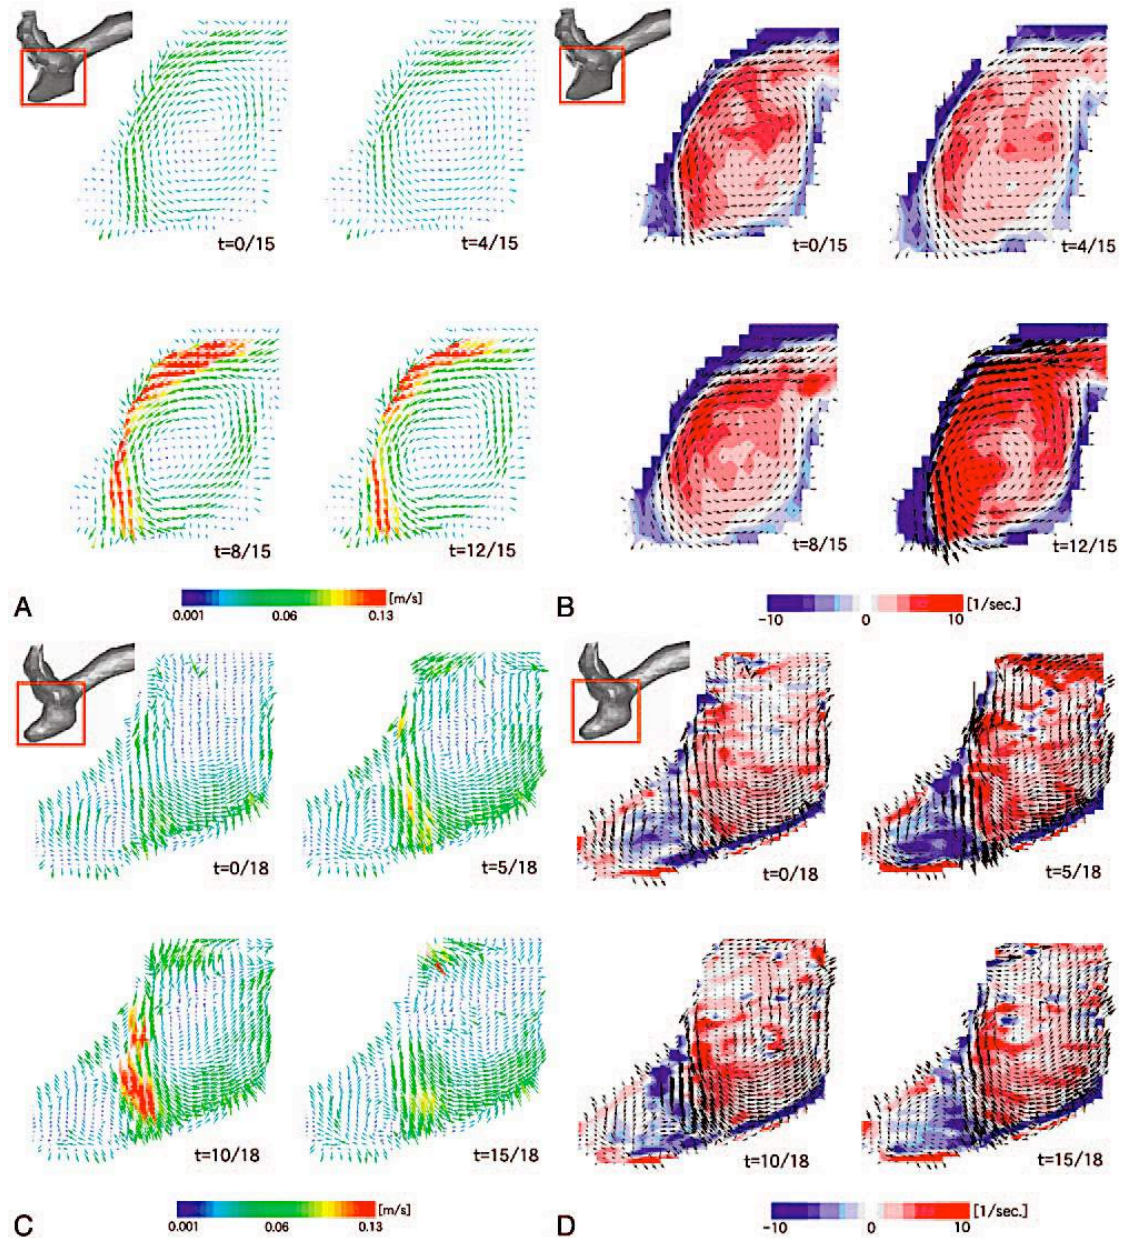 t=0/15 t=4/15 t=0/15 t=4/15
t=8/15 t=12/15 t=8/15 t=12/15
A [m/s] B [1/sec.]
0.001 0.06 0.13 -10 0 10
t=0/18 t=5/18 t=0/18 t=5/18
t=10/18 t=15/18 t=10/18 t=15/18
C [m/s] D [1/sec.]
0.001 0.06 0.13 -10 0 10